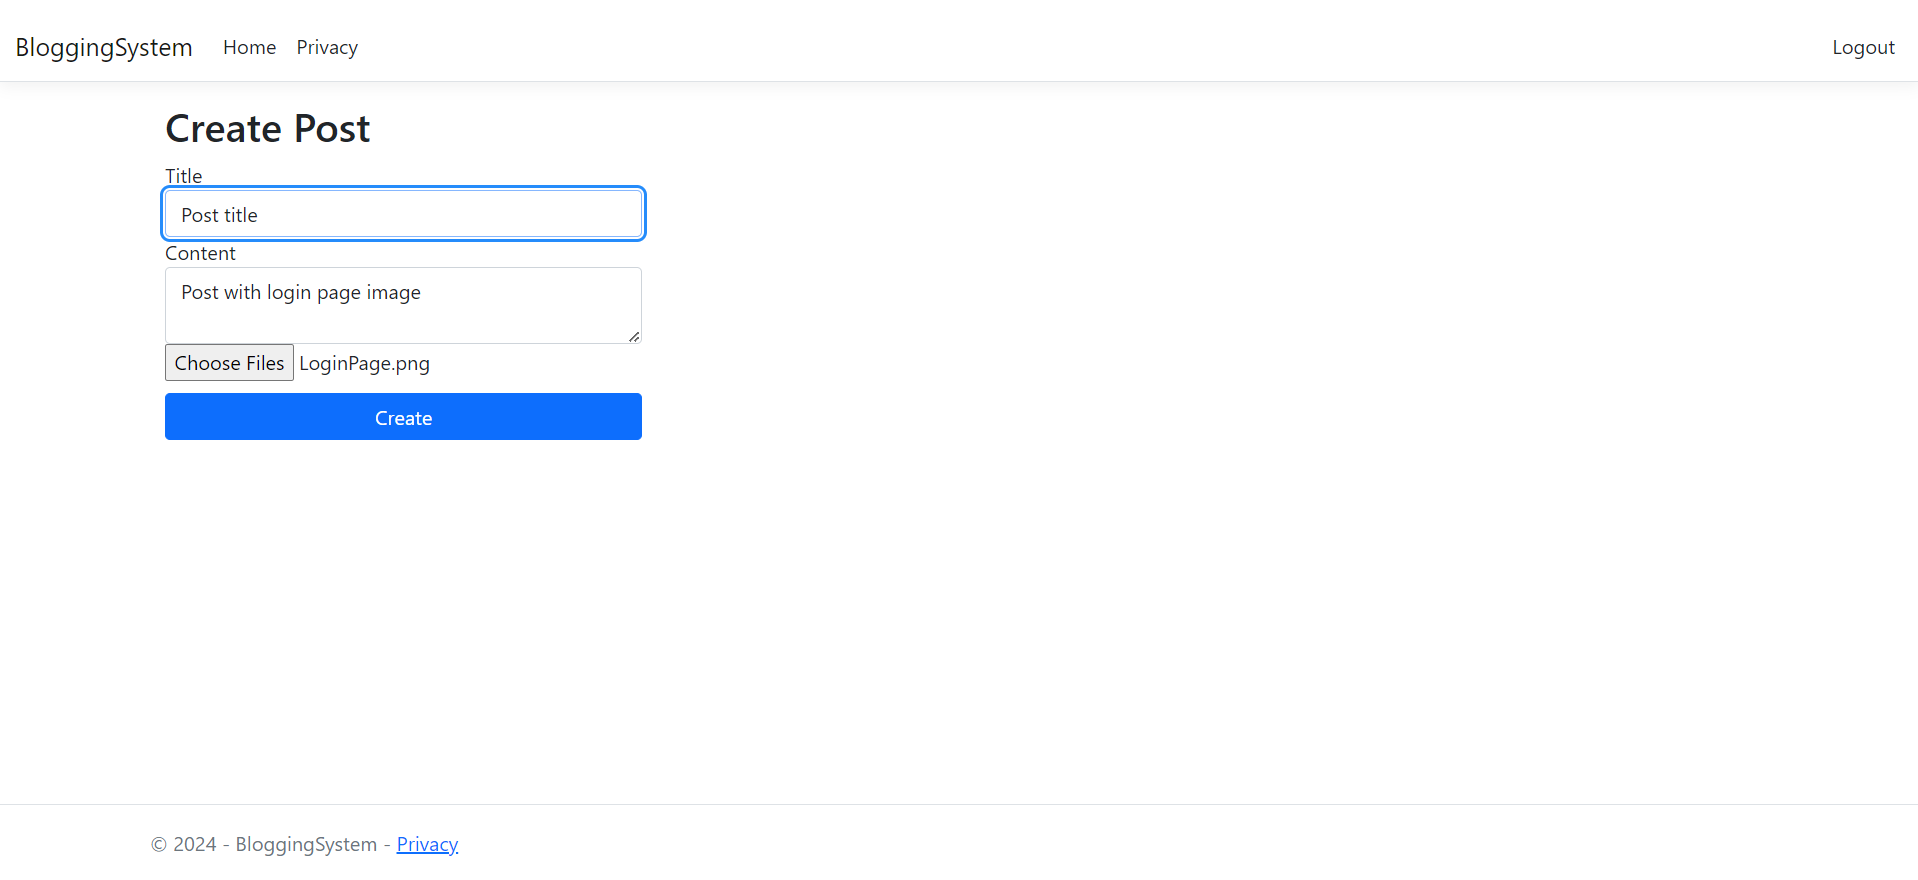 BloggingSystem Home Privacy Logout
Create Post
Title
Post title
Content
Post with login page image
Choose Files LoginPage.png
Create
© 2024 - BloggingSystem - Privacy